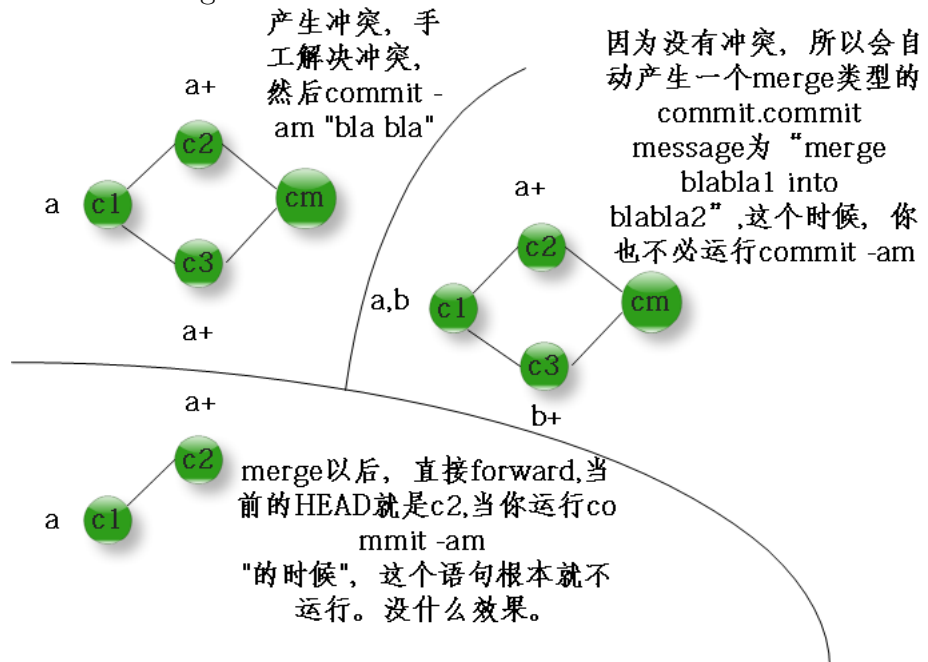 产生冲突，手
工解决冲突，
然后commit -
am "bla bla"
a+
c2
a
c1
cm
c3
a+
因为没有冲突，所以会自
动产生一个merge类型的
commit.commit
message为“merge
blabla1 into
blabla2”,这个时候，你
也不必运行commit -am
a+
c2
a,b
c1
cm
c3
b+
a+
c2
a
c1
merge以后，直接forward,当
前的HEAD就是c2,当你运行co
mmit -am
"的时候"，这个语句根本就不
运行。没什么效果。